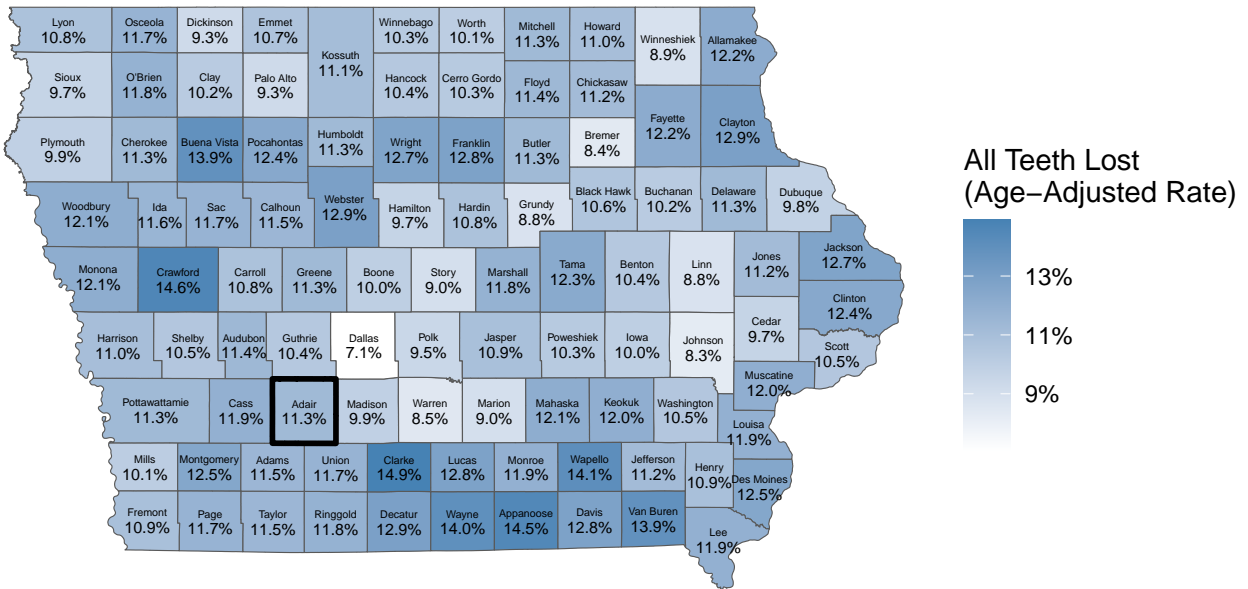 Lyon
10.8%
Osceola
11.7%
Dickinson
9.3%
Emmet
10.7%
Kossuth
11.1%
Winnebago
10.3%
Worth
10.1%
Mitchell
11.3%
Howard
11.0%
Winneshiek
8.9%
Allamakee
12.2%
Sioux
9.7%
O'Brien
11.8%
Clay
10.2%
Palo Alto
9.3%
Hancock
10.4%
Cerro Gordo
10.3%
Floyd
11.4%
Chickasaw
11.2%
Fayette
12.2%
Clayton
12.9%
Plymouth
9.9%
Cherokee
11.3%
Buena Vista
13.9%
Pocahontas
12.4%
Humboldt
11.3%
Wright
12.7%
Franklin
12.8%
Butler
11.3%
Bremer
8.4%
Woodbury
12.1%
Ida
11.6%
Sac
11.7%
Calhoun
11.5%
Webster
12.9%
Hamilton
9.7%
Hardin
10.8%
Grundy
8.8%
Black Hawk
10.6%
Buchanan
10.2%
Delaware
11.3%
Dubuque
9.8%
Monona
12.1%
Crawford
14.6%
Carroll
10.8%
Greene
11.3%
Boone
10.0%
Story
9.0%
Marshall
11.8%
Tama
12.3%
Benton
10.4%
Linn
8.8%
Jones
11.2%
Jackson
12.7%
Clinton
12.4%
Harrison
11.0%
Shelby
10.5%
Audubon
11.4%
Guthrie
10.4%
Dallas
7.1%
Polk
9.5%
Jasper
10.9%
Poweshiek
10.3%
Iowa
10.0%
Johnson
8.3%
Cedar
9.7%
Scott
10.5%
Muscatine
12.0%
Pottawattamie
11.3%
Cass
11.9%
Adair
11.3%
Madison
9.9%
Warren
8.5%
Marion
9.0%
Mahaska
12.1%
Keokuk
12.0%
Washington
10.5%
Louisa
11.9%
Mills
10.1%
Montgomery
12.5%
Adams
11.5%
Union
11.7%
Clarke
14.9%
Lucas
12.8%
Monroe
11.9%
Wapello
14.1%
Jefferson
11.2%
Henry
10.9%
Des Moines
12.5%
Fremont
10.9%
Page
11.7%
Taylor
11.5%
Ringgold
11.8%
Decatur
12.9%
Wayne
14.0%
Appanoose
14.5%
Davis
12.8%
Van Buren
13.9%
Lee
11.9%
All Teeth Lost
(Age−Adjusted Rate)
13%
11%
9%